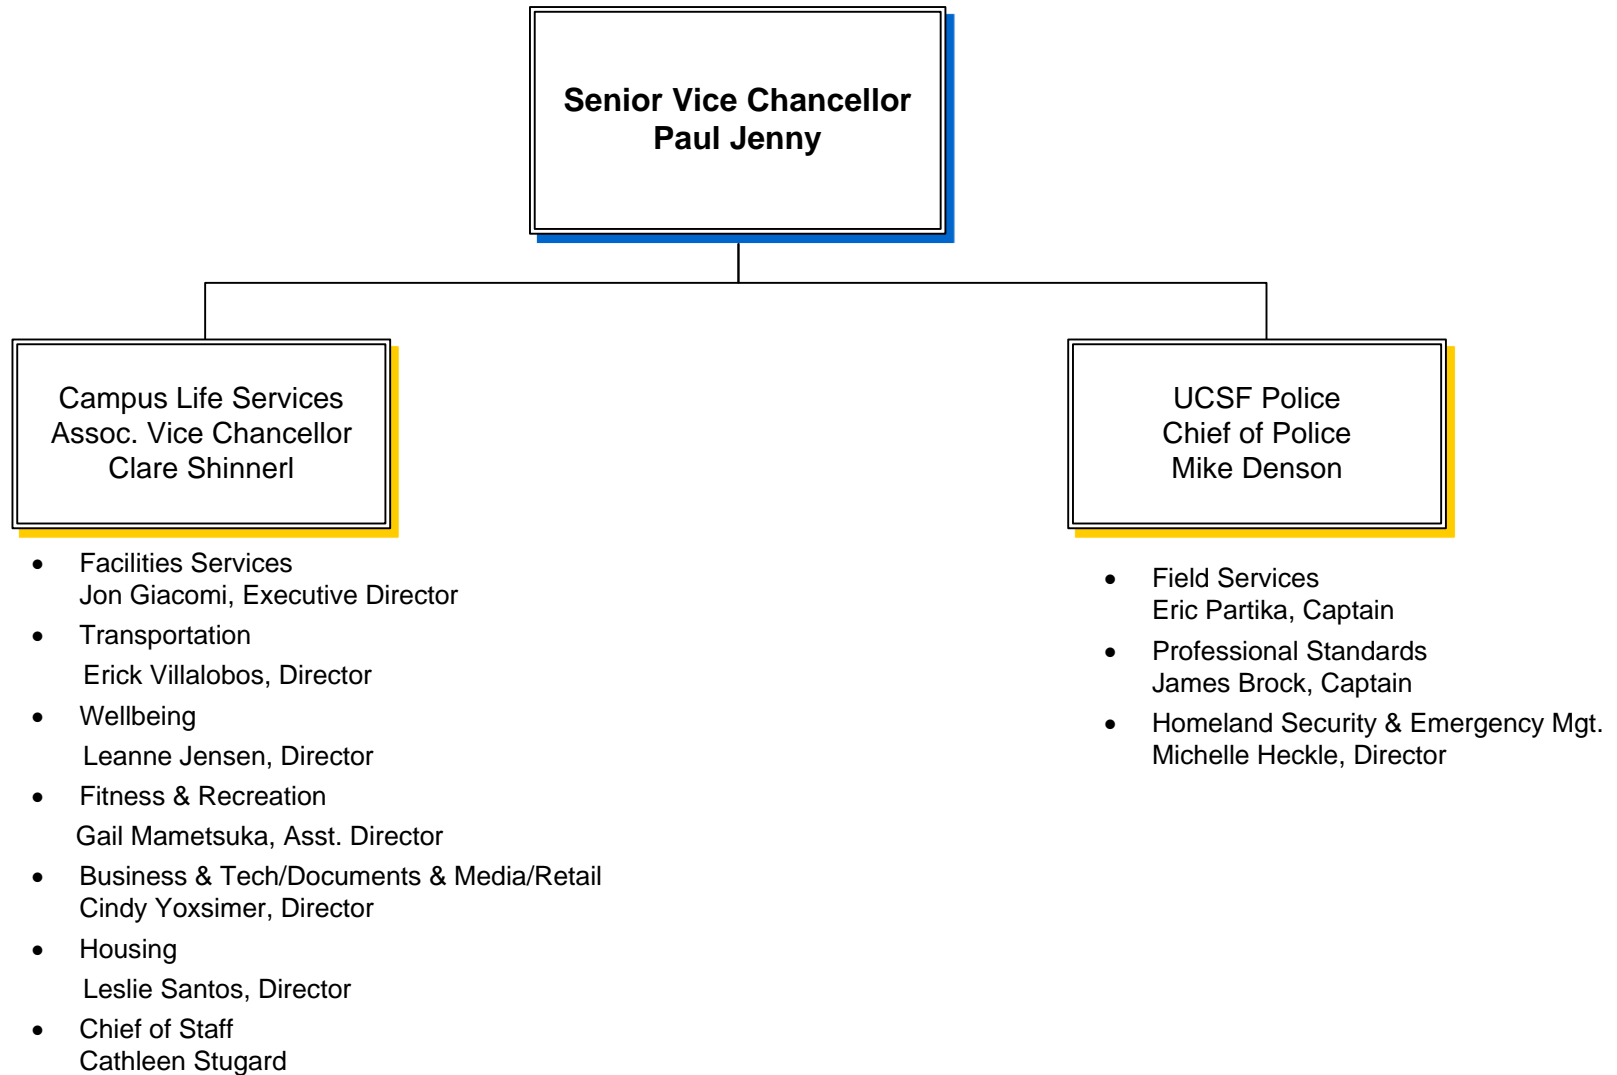 Senior Vice Chancellor
Paul Jenny
Campus Life Services
Assoc. Vice Chancellor
Clare Shinnerl
• Facilities Services
Jon Giacomi, Executive Director
• Transportation
Erick Villalobos, Director
• Wellbeing
Leanne Jensen, Director
• Fitness & Recreation
Gail Mametsuka, Asst. Director
• Business & Tech/Documents & Media/Retail
Cindy Yoxsimer, Director
• Housing
Leslie Santos, Director
• Chief of Staff
Cathleen Stugard
UCSF Police
Chief of Police
Mike Denson
• Field Services
Eric Partika, Captain
• Professional Standards
James Brock, Captain
• Homeland Security & Emergency Mgt.
Michelle Heckle, Director